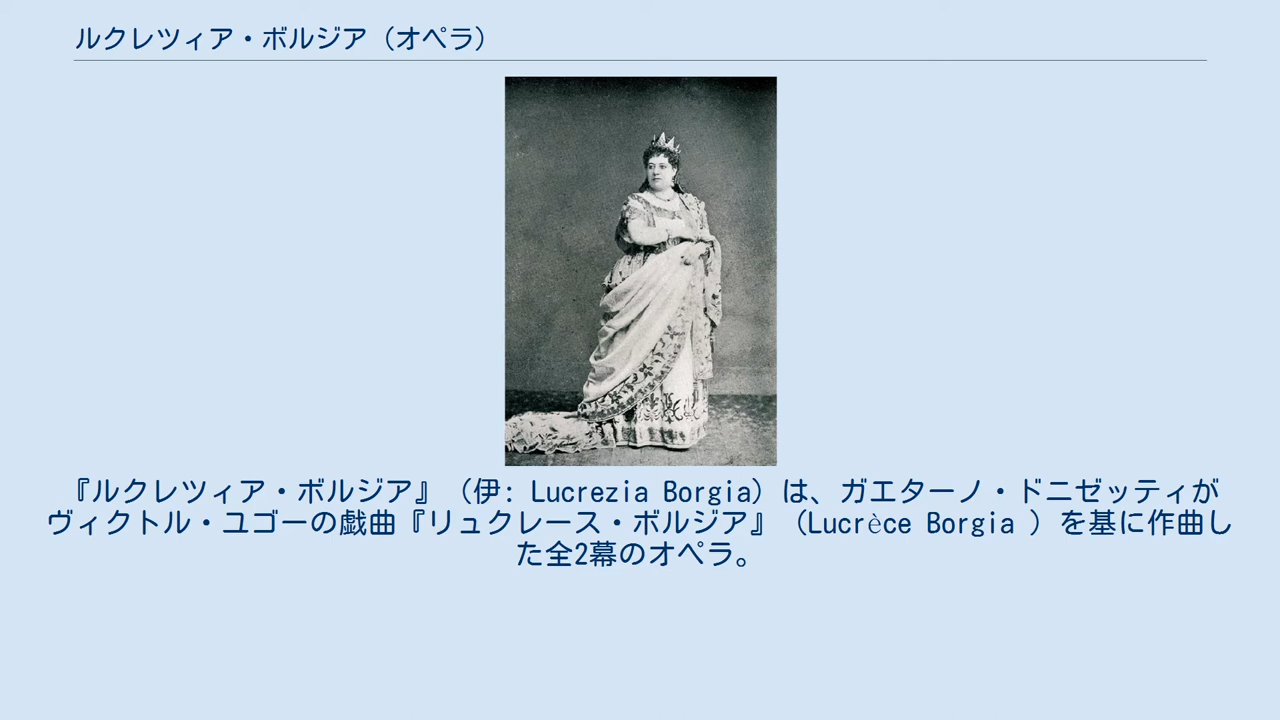 ルクレツィア・ボルジア（オペラ）
『ルクレツィア・ボルジア』（伊: Lucrezia Borgia）は、ガエターノ・ドニゼッティが
ヴィクトル・ユゴーの戯曲『リュクレース・ボルジア』（Lucrèce Borgia ）を基に作曲し
た全2幕のオペラ。